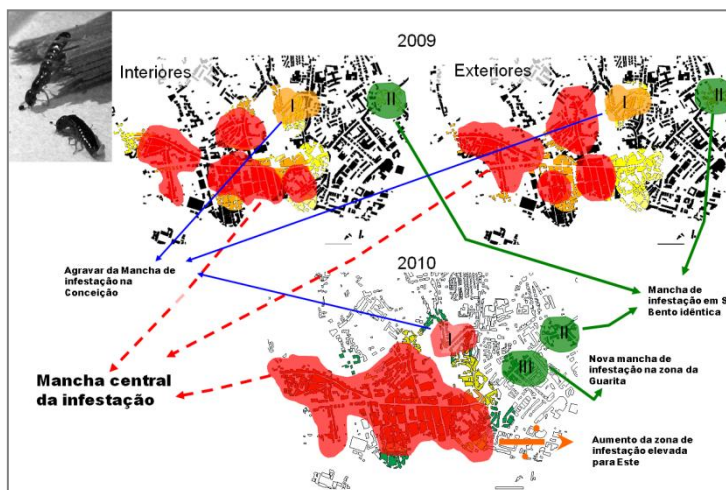 2009
Interiores
Exteriores
I
II
I
II
Agravar da Mancha de
infestação na
Conceição
2010
Mancha de
infestação em S
Bento idêntica
I
II
III
Nova mancha de
infestação na zona da
Guarita
Mancha central
da infestação
Aumento da zona de
infestação elevada
para Este